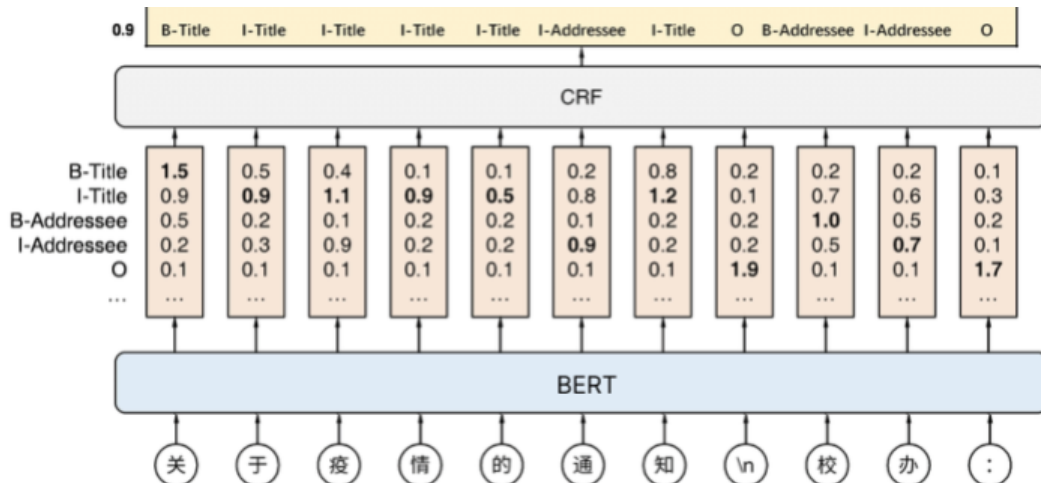 0.9 B-Title I-Title I-Title I-Title I-Title I-Addressee I-Title O B-Addressee I-Addressee O
CRF
B-Title 1.5 0.5 0.4 0.1 0.1 0.2 0.8 0.2 0.2 0.2 0.1
I-Title 0.9 0.9 1.1 0.9 0.5 0.8 1.2 0.1 0.7 0.6 0.3
B-Addressee 0.5 0.2 0.1 0.2 0.2 0.1 0.2 0.2 1.0 0.5 0.2
I-Addressee 0.2 0.3 0.9 0.2 0.2 0.9 0.2 0.2 0.5 0.7 0.1
O 0.1 0.1 0.1 0.1 0.1 0.1 0.1 1.9 0.1 0.1 1.7
... ... ... ... ... ... ... ... ... ... ... ...
BERT
关 于 疫 情 的 通 知 \n 校 办 :